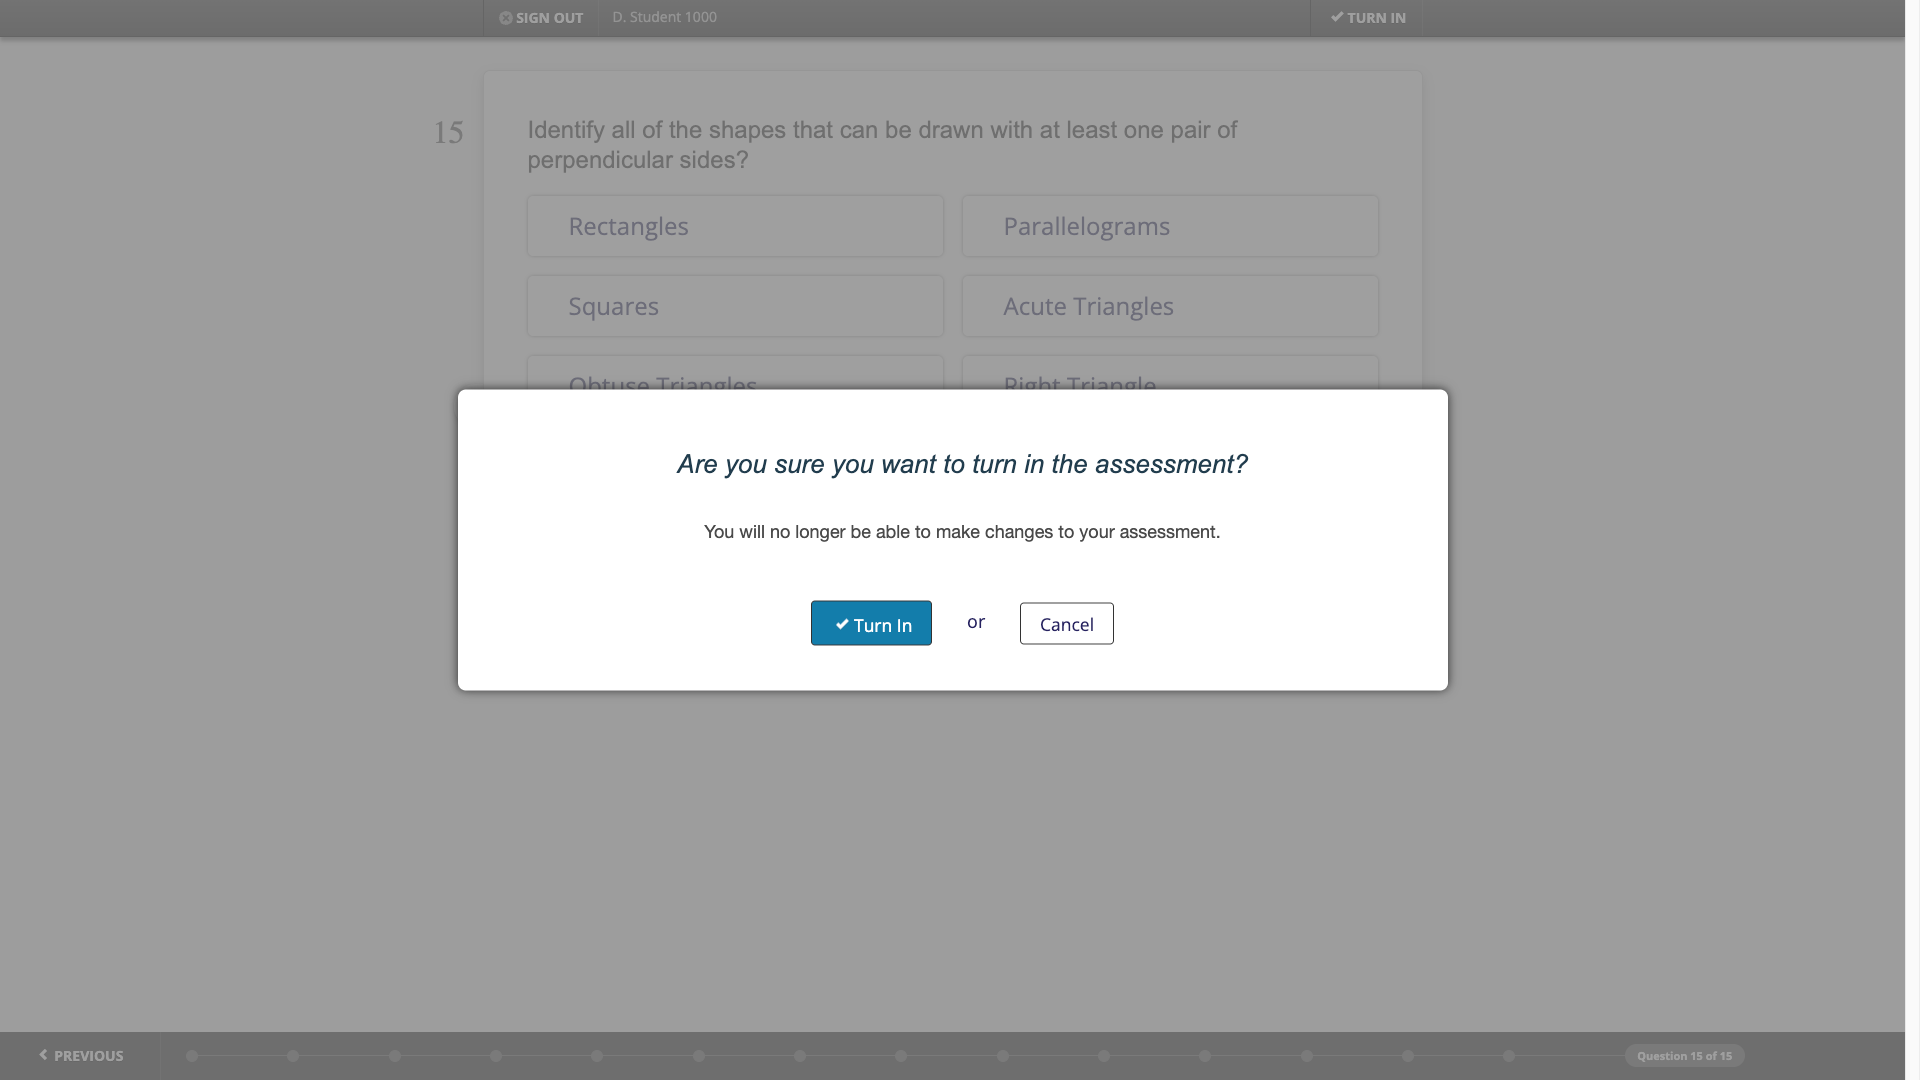 SIGN OUT
D. Student 1000
TURN IN
15
Identify all of the shapes that can be drawn with at least one pair of
perpendicular sides?
Rectangles
Parallelograms
Squares
Acute Triangles
Obtuse Triangles
Right Triangle
Are you sure you want to turn in the assessment?
You will no longer be able to make changes to your assessment.
Turn In
or
Cancel
PREVIOUS
Question 15 of 15